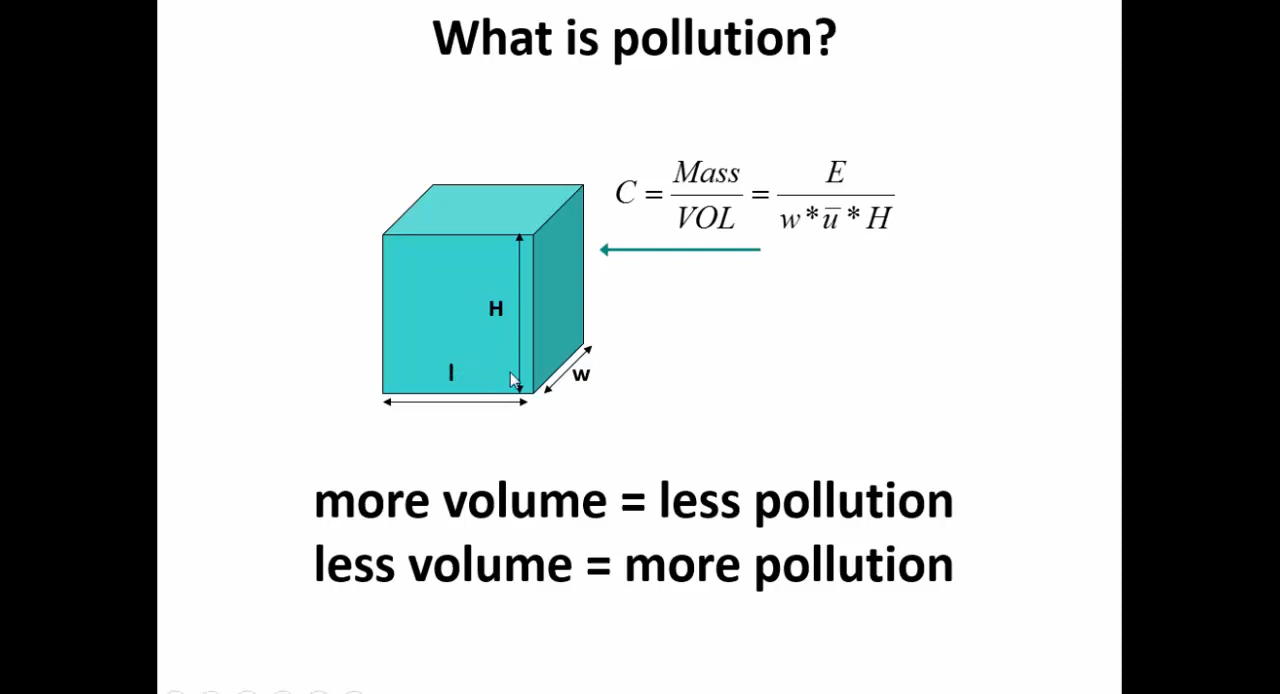 What is pollution?
C = Mass / VOL = E / w * u̅ * H
H
l
w
more volume = less pollution
less volume = more pollution